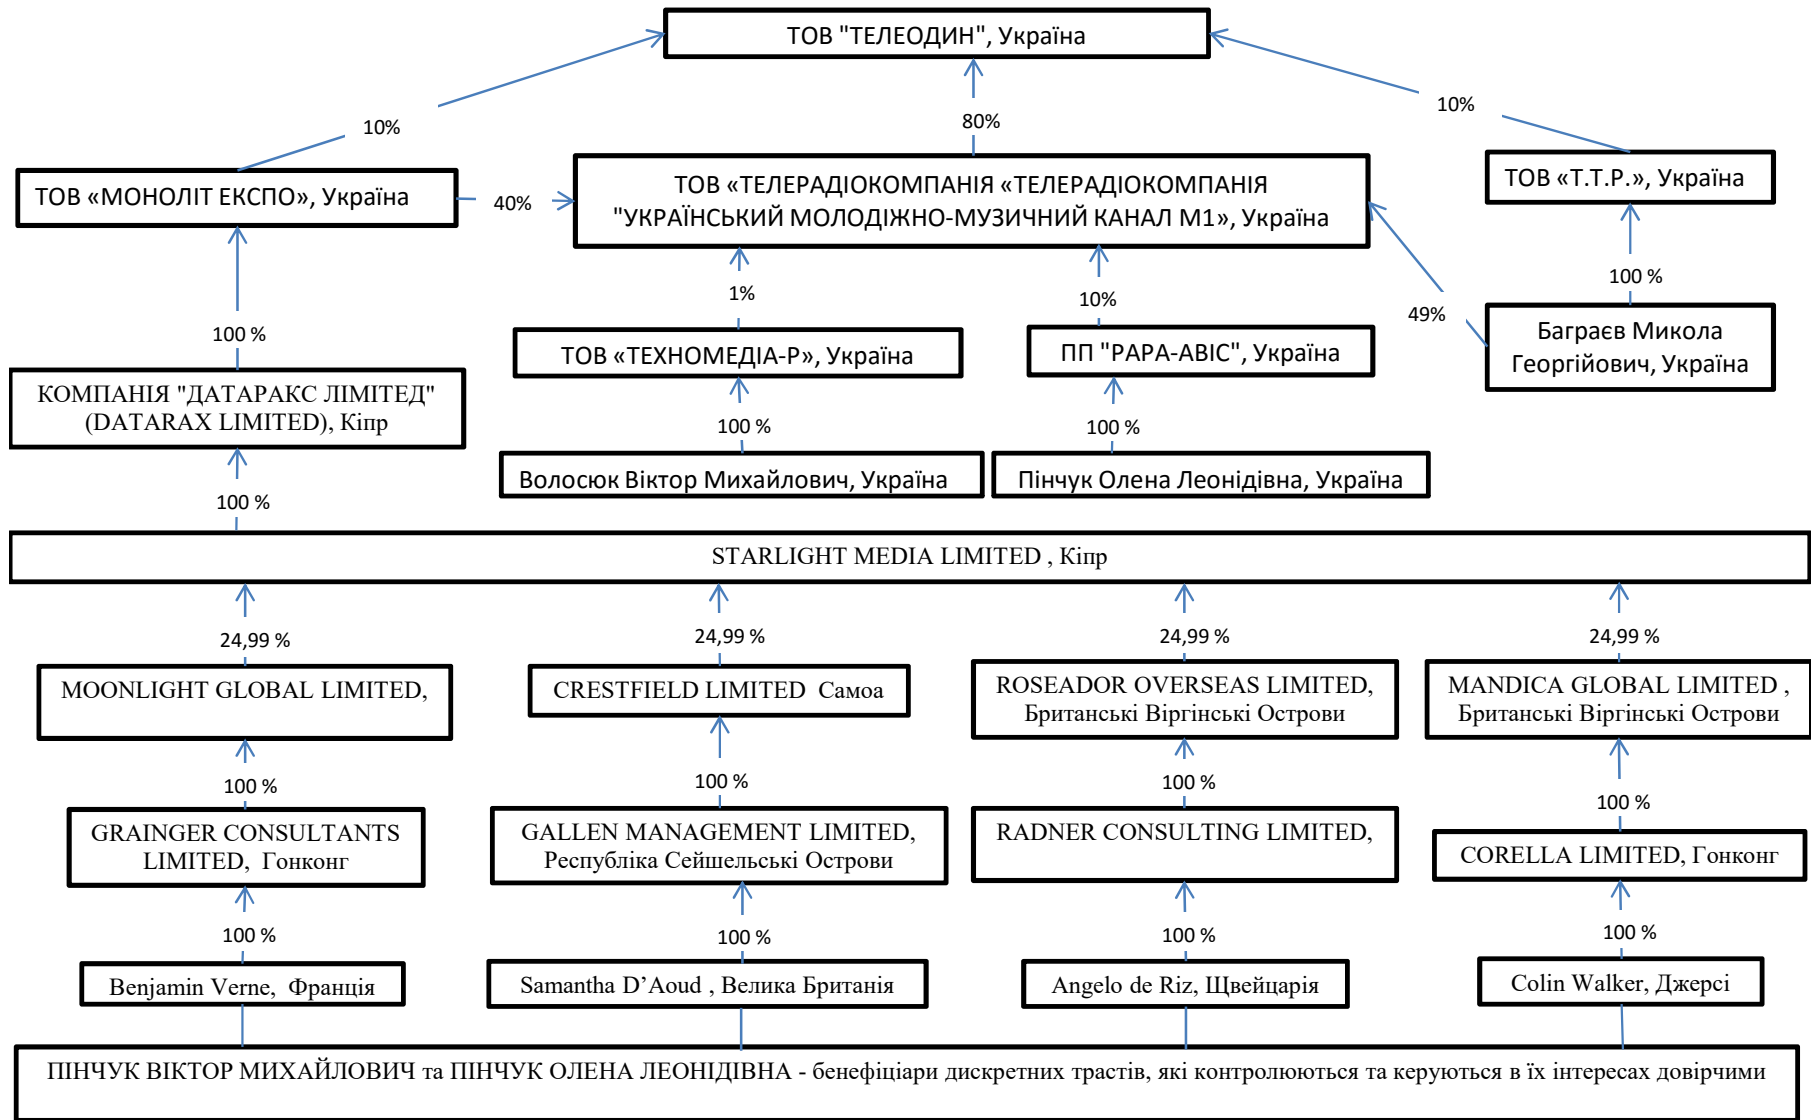 ТОВ "ТЕЛЕОДИН", Україна
10%
80%
10%
ТОВ «МОНОЛІТ ЕКСПО», Україна
40%
ТОВ «ТЕЛЕРАДІОКОМПАНІЯ «ТЕЛЕРАДІОКОМПАНІЯ
"УКРАЇНСЬКИЙ МОЛОДІЖНО-МУЗИЧНИЙ КАНАЛ М1», Україна
ТОВ «Т.Т.Р.», Україна
1%
10%
49%
100 %
100 %
ТОВ «ТЕХНОМЕДІА-Р», Україна
ПП "РАРА-АВІС", Україна
Баграєв Микола
Георгійович, Україна
КОМПАНІЯ "ДАТАРАКС ЛІМІТЕД"
(DATARAX LIMITED), Кіпр
100 %
100 %
Волосюк Віктор Михайлович, Україна
Пінчук Олена Леонідівна, Україна
100 %
STARLIGHT MEDIA LIMITED , Кіпр
24,99 %
24,99 %
24,99 %
24,99 %
MOONLIGHT GLOBAL LIMITED,
CRESTFIELD LIMITED Самоа
ROSEADOR OVERSEAS LIMITED,
Британські Віргінські Острови
MANDICA GLOBAL LIMITED ,
Британські Віргінські Острови
100 %
100 %
100 %
100 %
GRAINGER CONSULTANTS
LIMITED, Гонконг
GALLEN MANAGEMENT LIMITED,
Республіка Сейшельські Острови
RADNER CONSULTING LIMITED,
CORELLA LIMITED, Гонконг
100 %
100 %
100 %
100 %
Benjamin Verne, Франція
Samantha D’Aoud , Велика Британія
Angelo de Riz, Щвейцарія
Colin Walker, Джерсі
ПІНЧУК ВІКТОР МИХАЙЛОВИЧ та ПІНЧУК ОЛЕНА ЛЕОНІДІВНА - бенефіціари дискретних трастів, які контролюються та керуються в їх інтересах довірчими